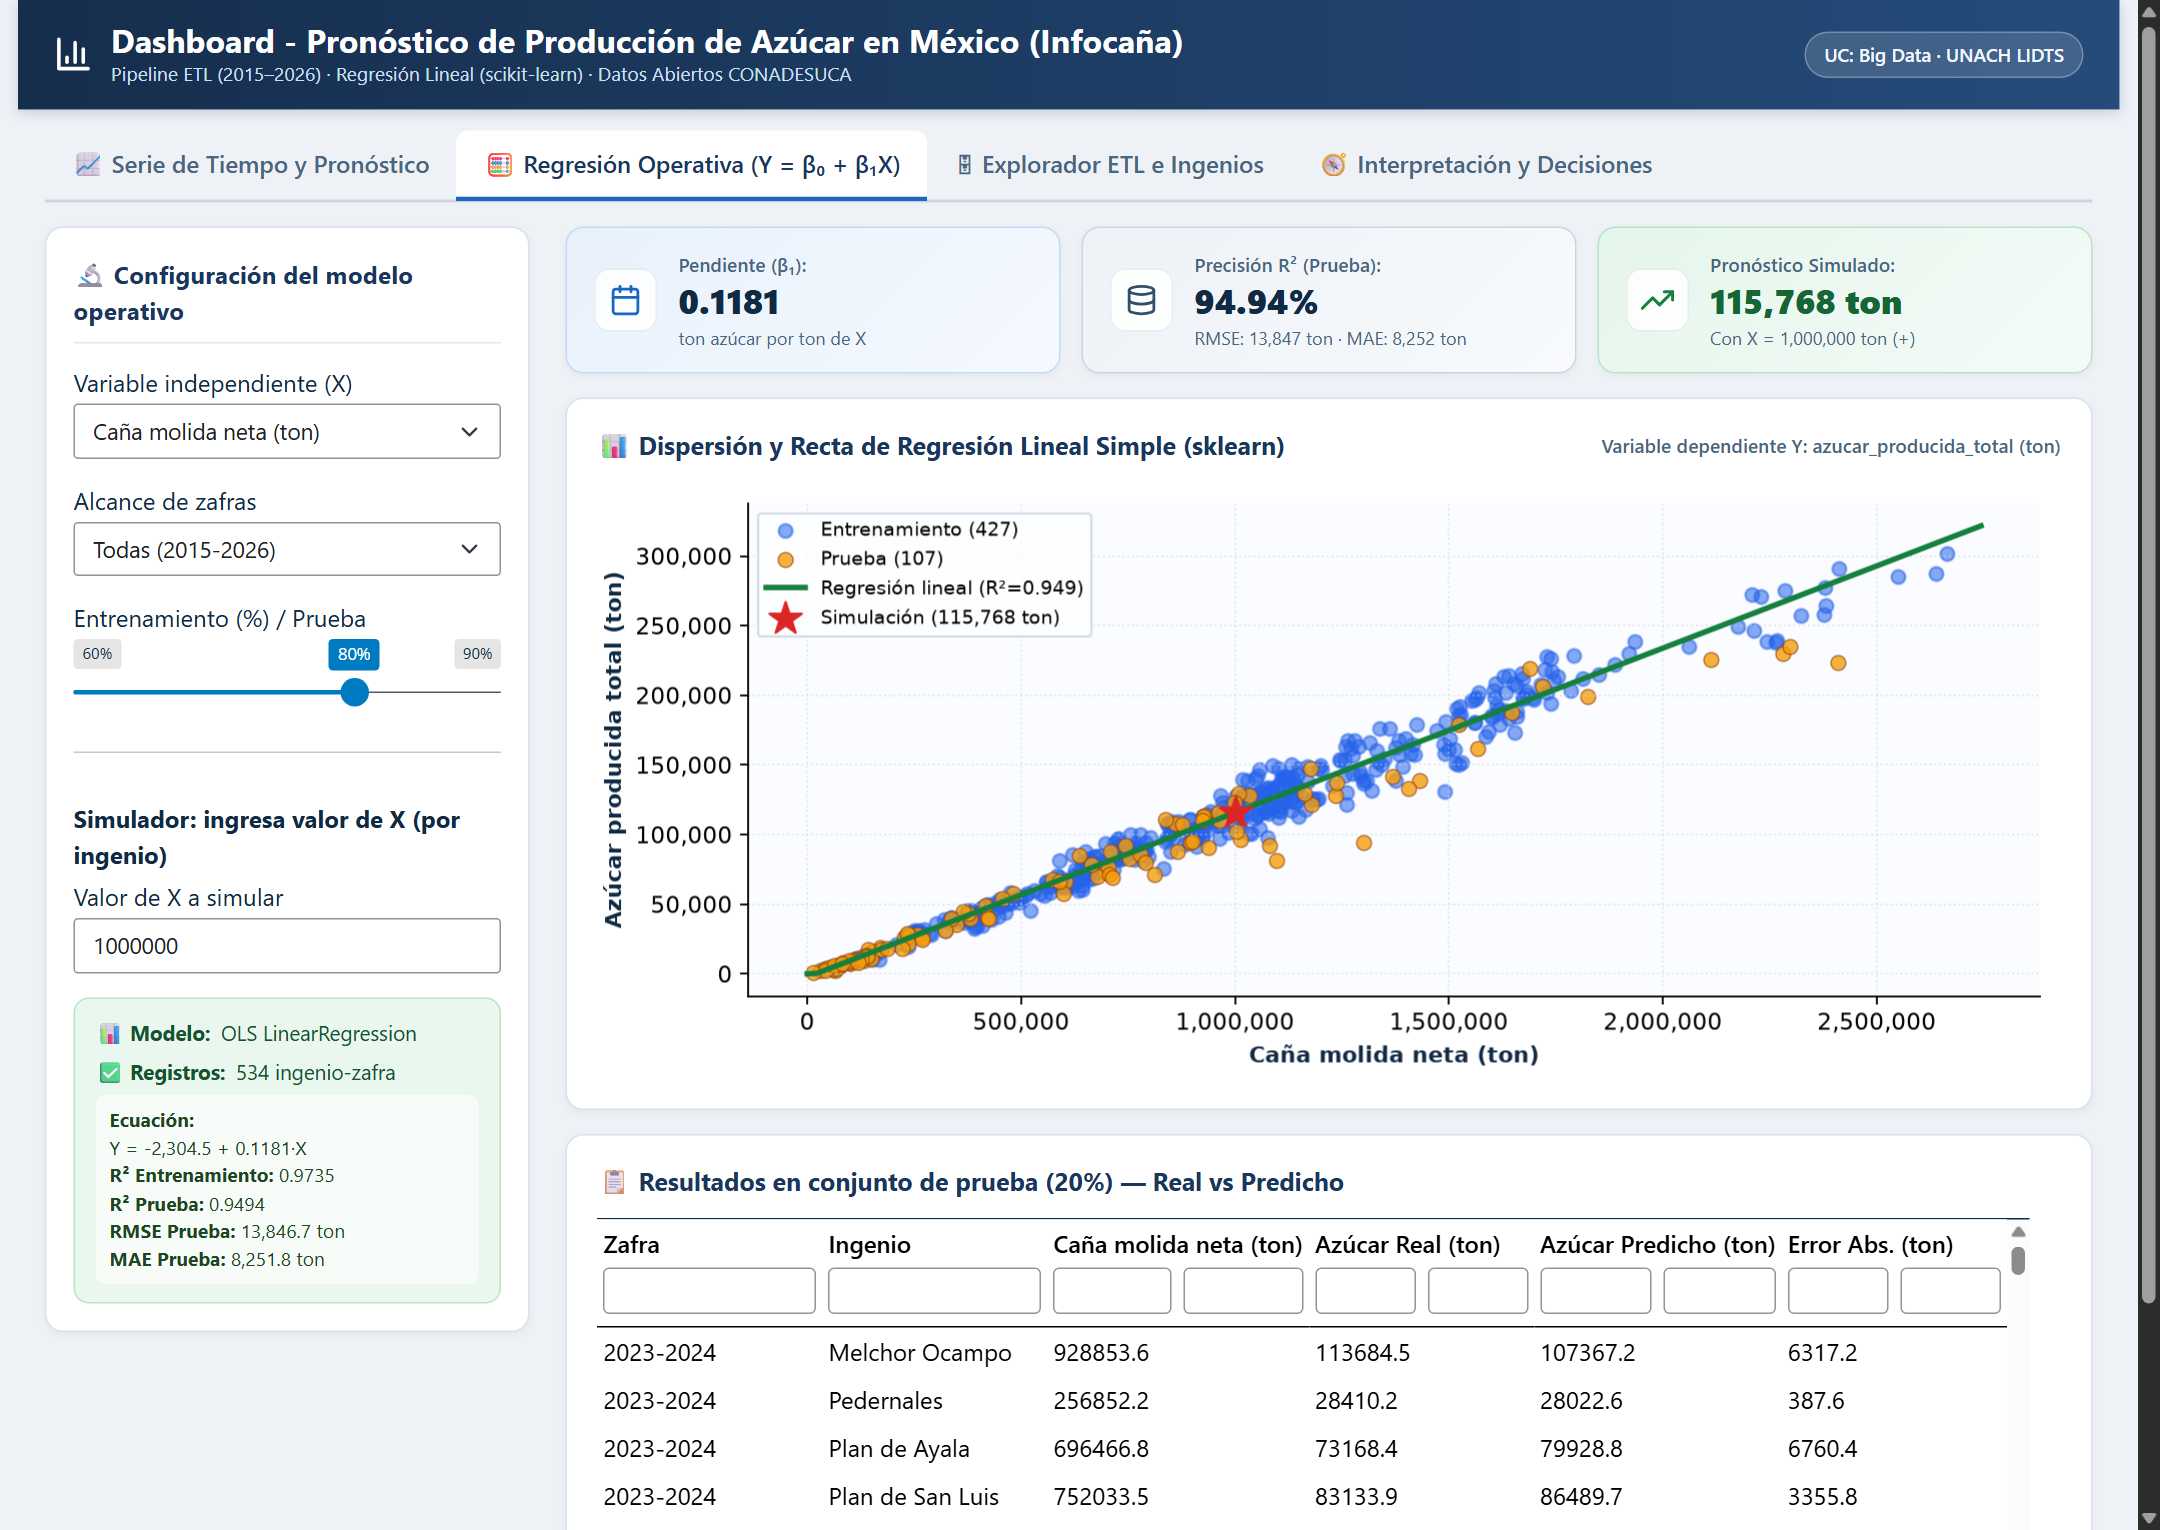 Dashboard - Pronóstico de Producción de Azúcar en México (Infocaña)
Pipeline ETL (2015–2026) · Regresión Lineal (scikit-learn) · Datos Abiertos CONADESUCA
UC: Big Data · UNACH LIDTS
Serie de Tiempo y Pronóstico
Regresión Operativa (Y = β₀ + β₁X)
Explorador ETL e Ingenios
Interpretación y Decisiones
Configuración del modelo
operativo
Variable independiente (X)
Caña molida neta (ton)
Alcance de zafras
Todas (2015-2026)
Entrenamiento (%) / Prueba
60%
80%
90%
Simulador: ingresa valor de X (por
ingenio)
Valor de X a simular
1000000
Modelo: OLS LinearRegression
Registros: 534 ingenio-zafra
Ecuación:
Y = -2,304.5 + 0.1181·X
R² Entrenamiento: 0.9735
R² Prueba: 0.9494
RMSE Prueba: 13,846.7 ton
MAE Prueba: 8,251.8 ton
Pendiente (β₁):
0.1181
ton azúcar por ton de X
Precisión R² (Prueba):
94.94%
RMSE: 13,847 ton · MAE: 8,252 ton
Pronóstico Simulado:
115,768 ton
Con X = 1,000,000 ton (+)
Dispersión y Recta de Regresión Lineal Simple (sklearn)
Variable dependiente Y: azucar_producida_total (ton)
Entrenamiento (427)
Prueba (107)
Regresión lineal (R²=0.949)
Simulación (115,768 ton)
Azúcar producida total (ton)
300,000
250,000
200,000
150,000
100,000
50,000
0
0 500,000 1,000,000 1,500,000 2,000,000 2,500,000
Caña molida neta (ton)
Resultados en conjunto de prueba (20%) — Real vs Predicho
Zafra Ingenio Caña molida neta (ton) Azúcar Real (ton) Azúcar Predicho (ton) Error Abs. (ton)
2023-2024 Melchor Ocampo 928853.6 113684.5 107367.2 6317.2
2023-2024 Pedernales 256852.2 28410.2 28022.6 387.6
2023-2024 Plan de Ayala 696466.8 73168.4 79928.8 6760.4
2023-2024 Plan de San Luis 752033.5 83133.9 86489.7 3355.8